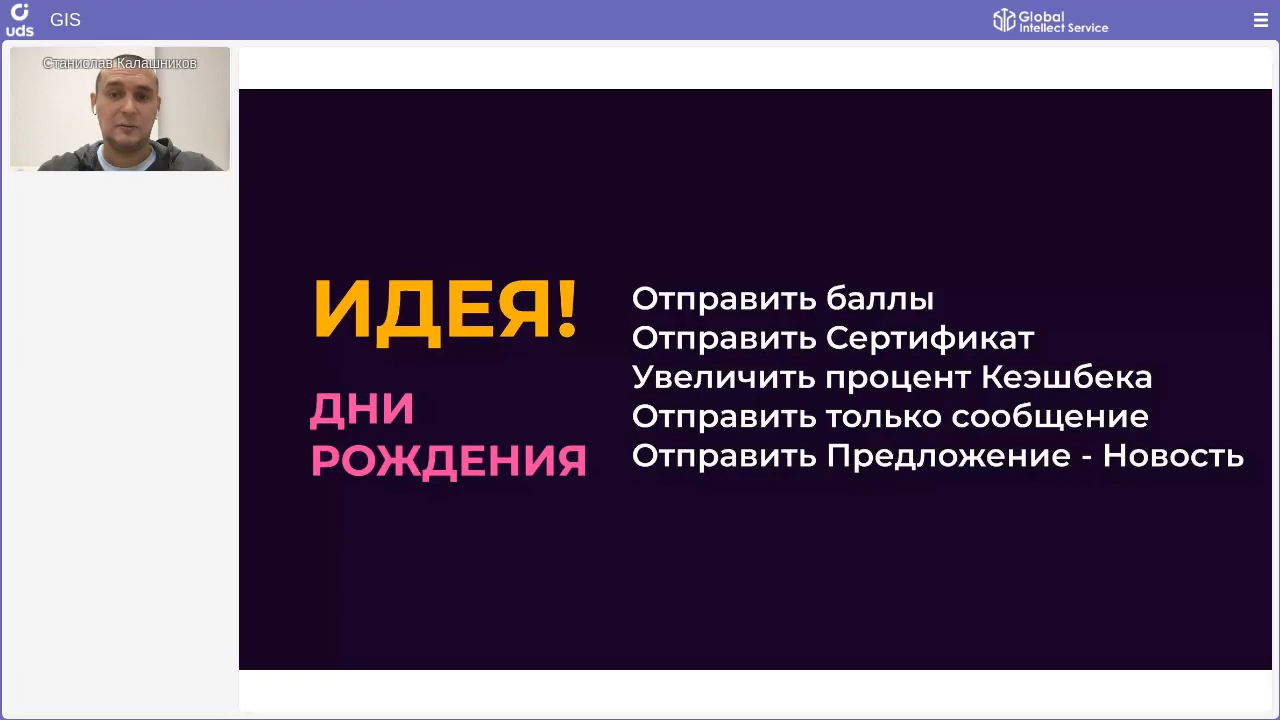 uds
GIS
Global
Intellect Service
Станислав Калашников
ИДЕЯ!
ДНИ
РОЖДЕНИЯ
Отправить баллы
Отправить Сертификат
Увеличить процент Кеэшбека
Отправить только сообщение
Отправить Предложение - Новость